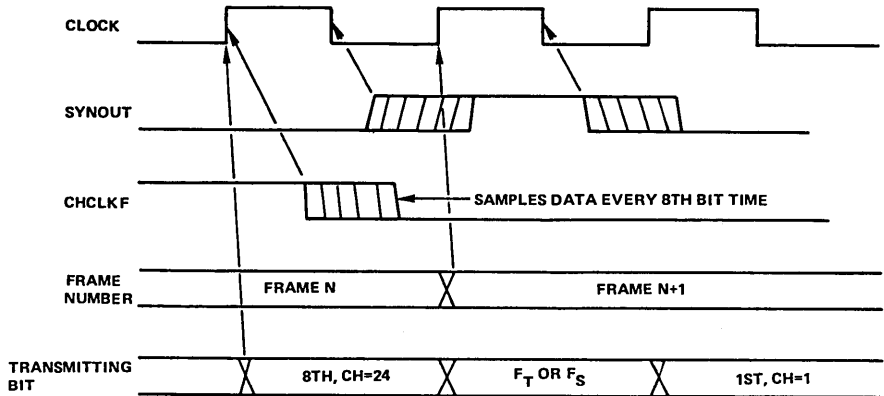 CLOCK
SYNOUT
CHCLKF
SAMPLES DATA EVERY 8TH BIT TIME
FRAME NUMBER
FRAME N
FRAME N+1
TRANSMITTING BIT
8TH, CH=24
FT OR FS
1ST, CH=1